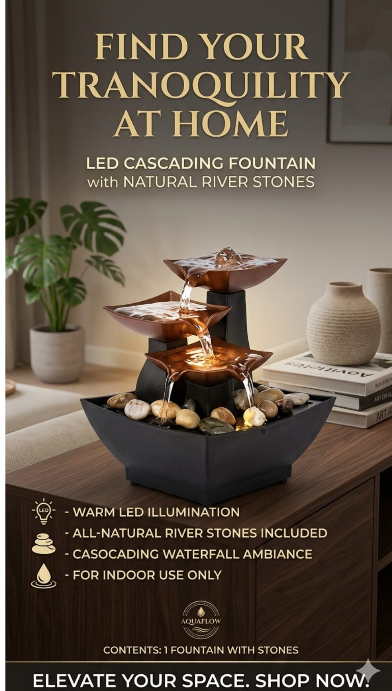 FIND YOUR
TRANOQUILITY
AT HOME
LED CASCADING FOUNTAIN
with NATURAL RIVER STONES
LED
- WARM LED ILLUMINATION
- ALL-NATURAL RIVER STONES INCLUDED
- CASOCADING WATERFALL AMBIANCE
- FOR INDOOR USE ONLY
AQUAFLOW
CONTENTS: 1 FOUNTAIN WITH STONES
ELEVATE YOUR SPACE. SHOP NOW.